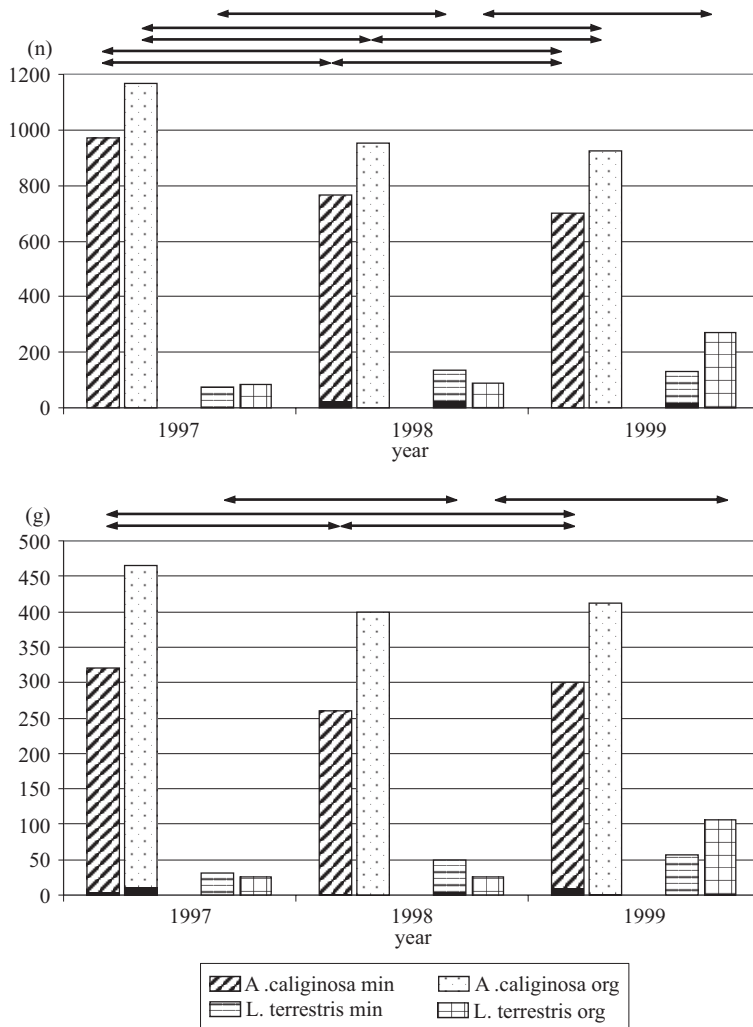 (n)
1200
1000
800
600
400
200
0
1997 1998 1999
year
(g)
500
450
400
350
300
250
200
150
100
50
0
1997 1998 1999
year
A .caliginosa min A .caliginosa org
L. terrestris min L. terrestris org